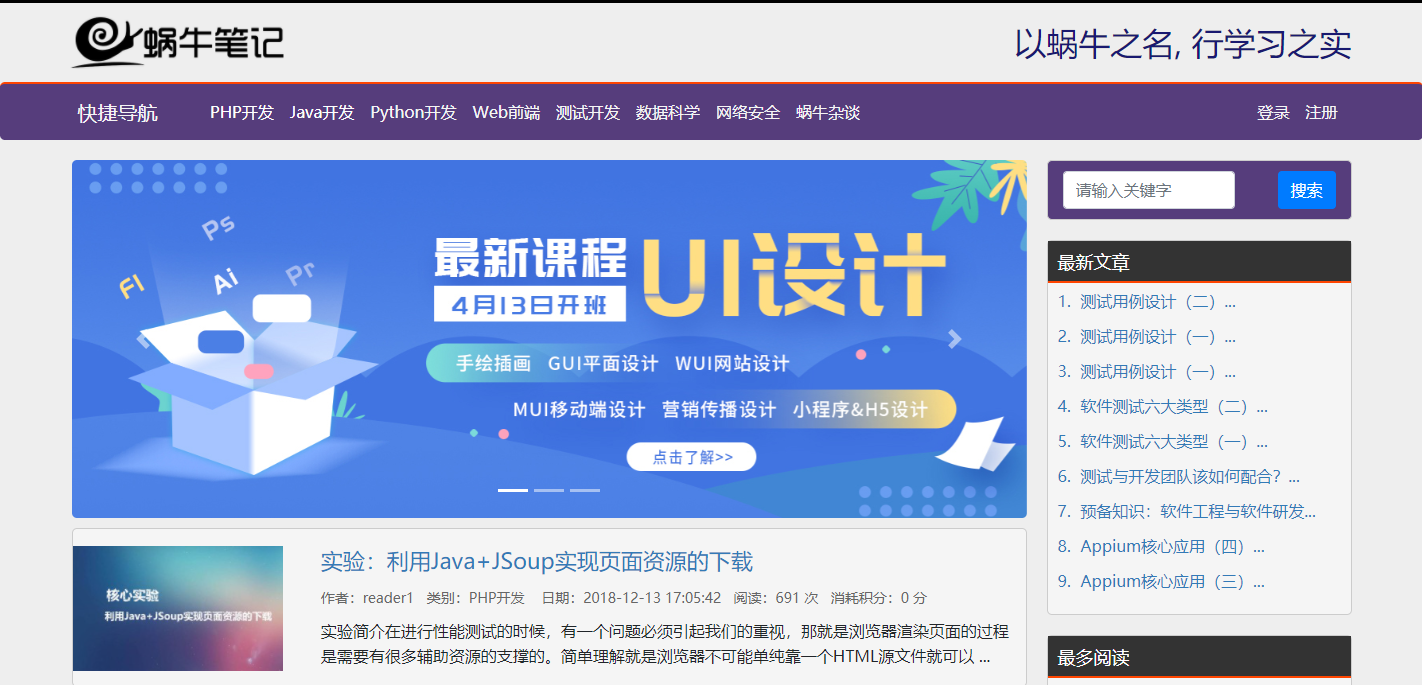 蜗牛笔记
以蜗牛之名, 行学习之实
快捷导航 PHP开发 Java开发 Python开发 Web前端 测试开发 数据科学 网络安全 蜗牛杂谈 登录 注册
Ps
Fl
Ai
Pr
最新课程
4月13日开班
UI设计
手绘插画 GUI平面设计 WUI网站设计
MUI移动端设计 营销传播设计 小程序&H5设计
点击了解>>
请输入关键字 搜索
最新文章
1. 测试用例设计（二）...
2. 测试用例设计（一）...
3. 测试用例设计（一）...
4. 软件测试六大类型（二）...
5. 软件测试六大类型（一）...
6. 测试与开发团队该如何配合？...
7. 预备知识：软件工程与软件研发...
8. Appium核心应用（四）...
9. Appium核心应用（三）...
最多阅读
核心实验
利用Java+JSoup实现页面资源的下载
实验：利用Java+JSoup实现页面资源的下载
作者：reader1 类别：PHP开发 日期：2018-12-13 17:05:42 阅读：691 次 消耗积分：0 分
实验简介在进行性能测试的时候，有一个问题必须引起我们的重视，那就是浏览器渲染页面的过程
是需要有很多辅助资源的支撑的。简单理解就是浏览器不可能单纯靠一个HTML源文件就可以 ...